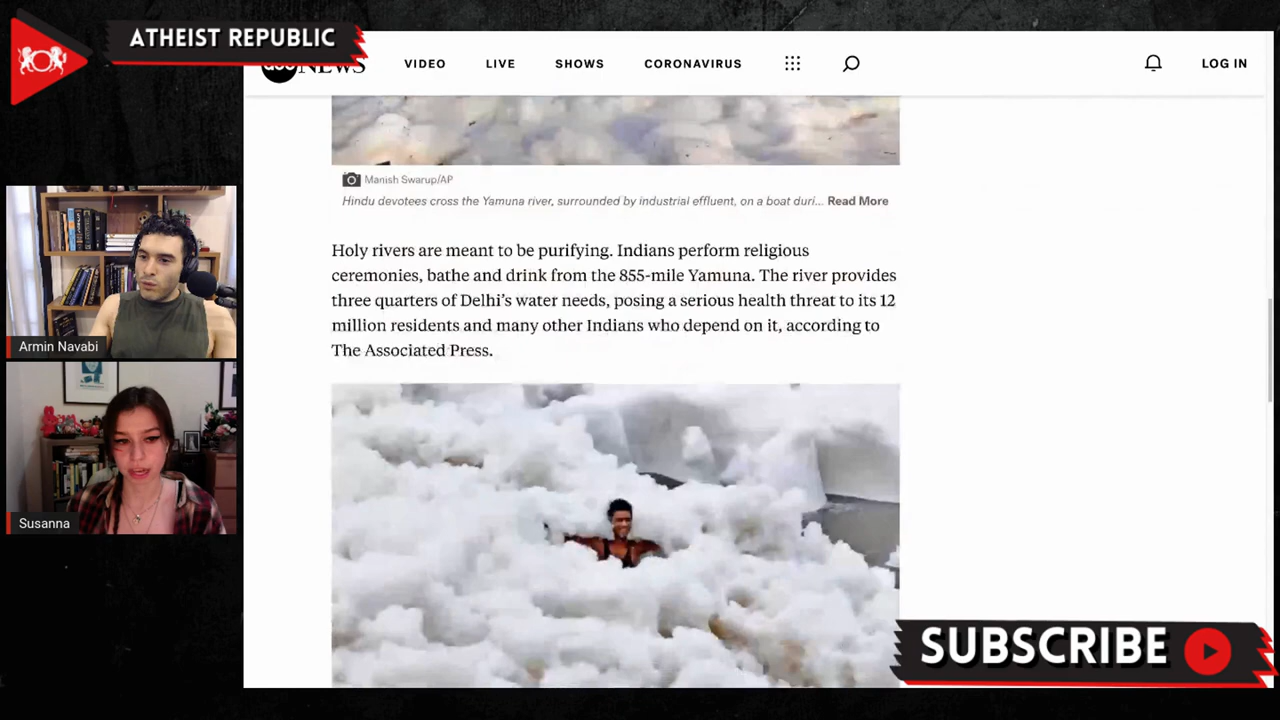 ATHEIST REPUBLIC
NEWS
VIDEO
LIVE
SHOWS
CORONAVIRUS
LOG IN
Manish Swarup/AP
Hindu devotees cross the Yamuna river, surrounded by industrial effluent, on a boat duri... Read More
Holy rivers are meant to be purifying. Indians perform religious
ceremonies, bathe and drink from the 855-mile Yamuna. The river provides
three quarters of Delhi’s water needs, posing a serious health threat to its 12
million residents and many other Indians who depend on it, according to
The Associated Press.
Armin Navabi
Susanna
SUBSCRIBE